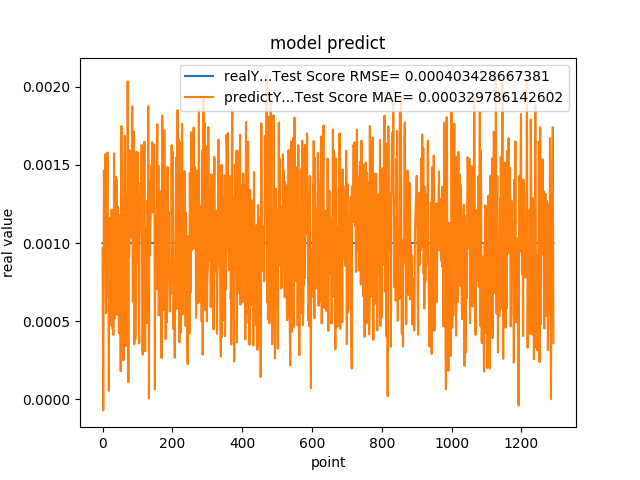 model predict
realY...Test Score RMSE= 0.000403428667381
predictY...Test Score MAE= 0.000329786142602
0.0020
0.0015
0.0010
0.0005
0.0000
real value
0 200 400 600 800 1000 1200
point